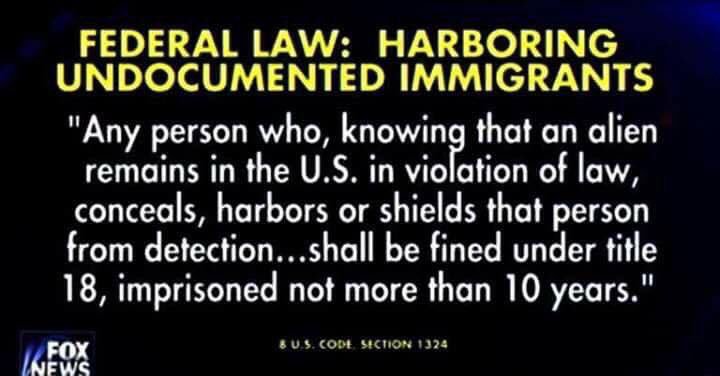 FEDERAL LAW: HARBORING
UNDOCUMENTED IMMIGRANTS
"Any person who, knowing that an alien
remains in the U.S. in violation of law,
conceals, harbors or shields that person
from detection...shall be fined under title
18, imprisoned not more than 10 years."
8 U.S. CODE, SECTION 1324
FOX
NEWS